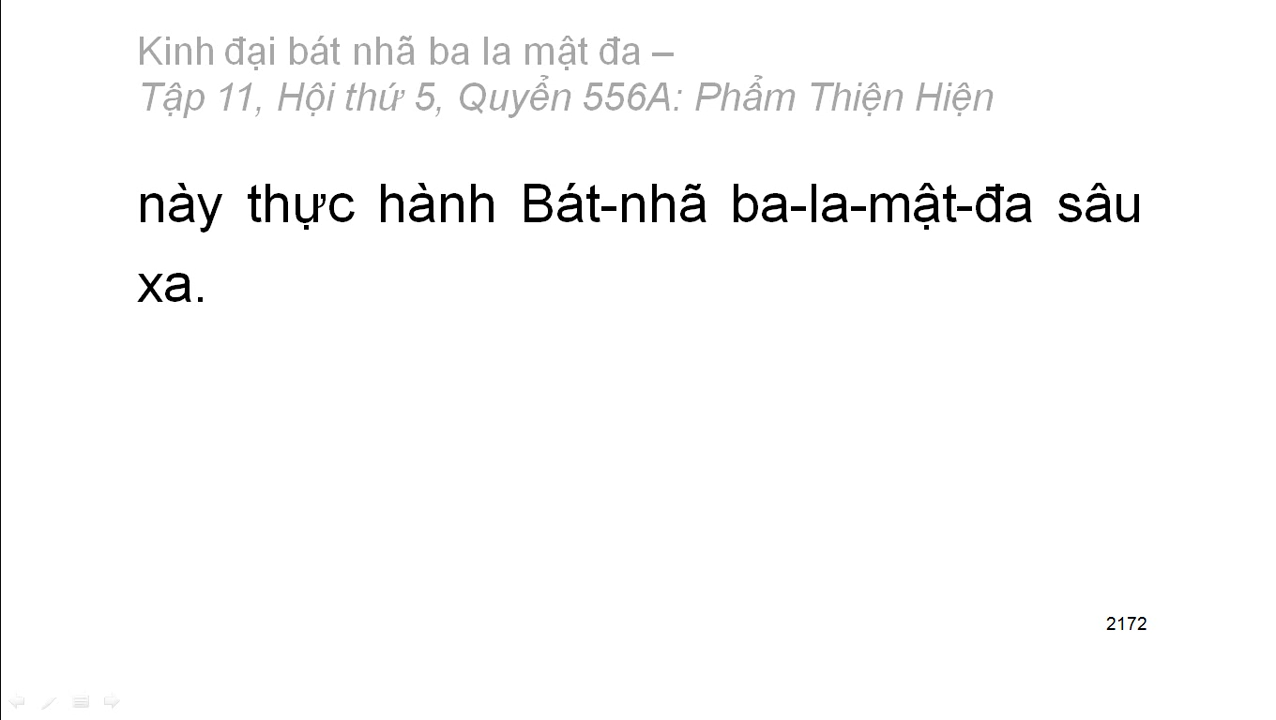 Kinh đại bát nhã ba la mật đa –
Tập 11, Hội thứ 5, Quyển 556A: Phẩm Thiện Hiện
này thực hành Bát-nhã ba-la-mật-đa sâu
xa.
2172